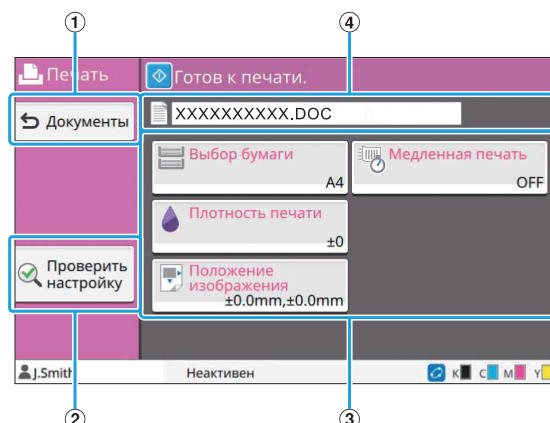 ① ④
Печать
Готов к печати.
Документы
XXXXXXXXXX.DOC
Выбор бумаги
A4
Медленная печать
OFF
Плотность печати
±0
Проверить
настройку
Положение
изображения
±0.0mm,±0.0mm
J.Smith
Неактивен
K C M Y
② ③